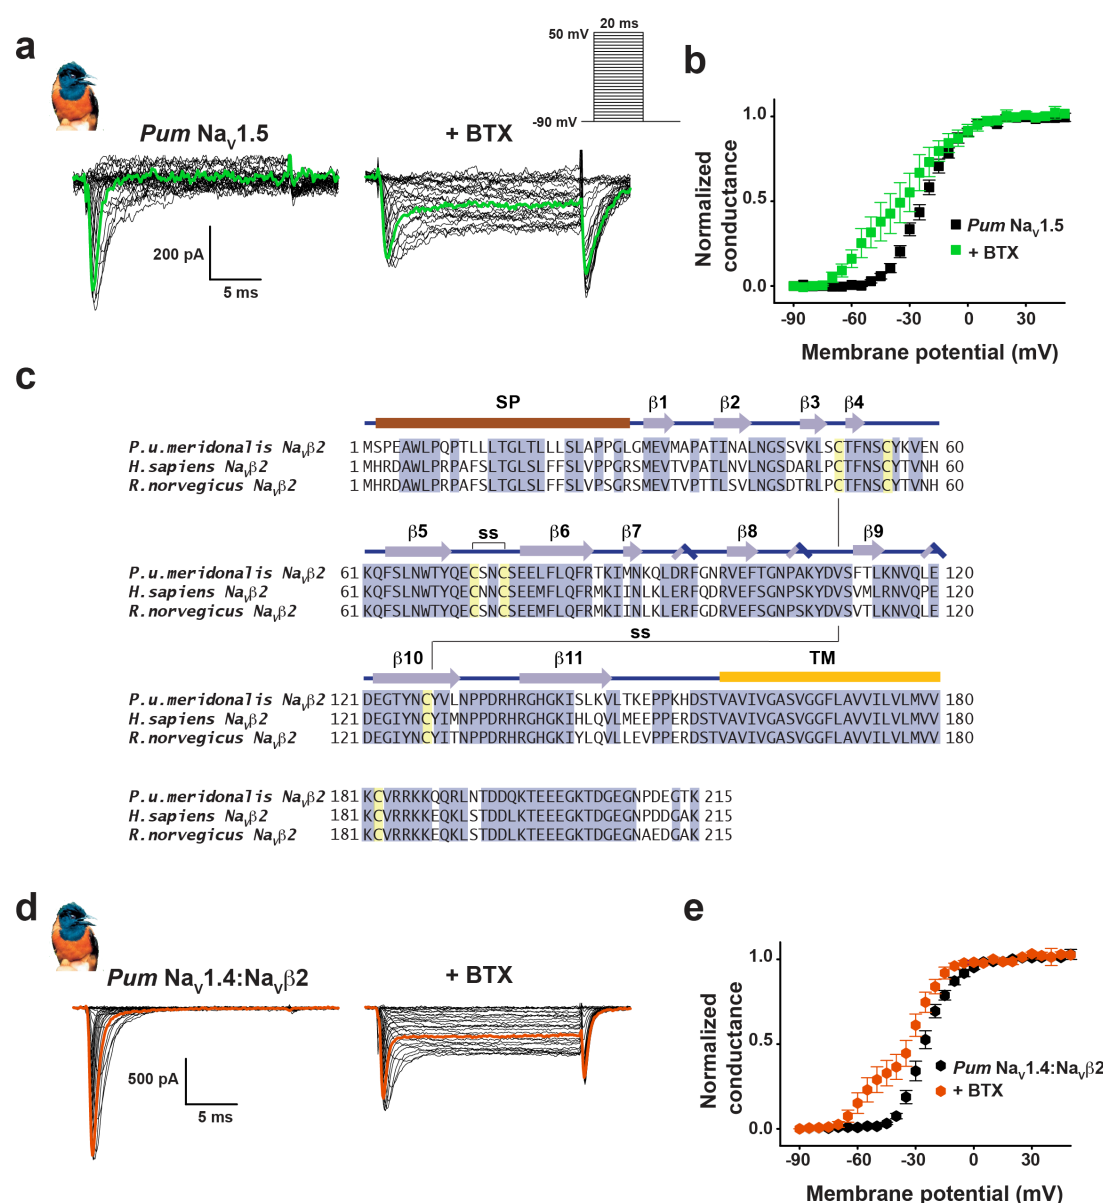 a
20 ms
50 mV
-90 mV
Pum NaV1.5
+ BTX
200 pA
5 ms
b
1.0
0.5
0.0
Normalized
conductance
Pum NaV1.5
+ BTX
-90 -60 -30 0 30
Membrane potential (mV)
c
SP β1 β2 β3 β4
P.u.meridonalis Navβ2 1 MSPEAWLPQPTLLLTGLTLLLSLAPPGLGMEVMAPATINALNGSSVKLSCTFNSCYKVEN 60
H.sapiens Navβ2 1 MHRDAWLPRPAFSLTGLSLFFSLVPPGRSMEVTVPATLNVLNGSDARLPCTFNSCYTVNH 60
R.norvegicus Navβ2 1 MHRDAWLPRPAFSLTGLSLFFSLVPSGRSMEVTVPTTLSVLNGSDTRLPCTFNSCYTVNH 60
β5 ss β6 β7 β8 β9
P.u.meridonalis Navβ2 61 KQFSLNWTYQECSNCSEELFLQFRTKIMNKQLDRFGNRVEFTGNPAKYDVSFTLKNVQLE 120
H.sapiens Navβ2 61 KQFSLNWTYQECNNCSEEMFLQFRMKIINLKLERFQDRVEFSGNPSKYDVSVMLRNVQPE 120
R.norvegicus Navβ2 61 KQFSLNWTYQECSNCSEEMFLQFRMKIINLKLERFGDRVEFSGNPSKYDVSVTLKNVQLE 120
ss
β10 β11 TM
P.u.meridonalis Navβ2 121 DEGTYNCYVLNPPDRHRGHGKISLKVLTKEPPKHDSTVAVIVGASVGGFLAVVILVLMVV 180
H.sapiens Navβ2 121 DEGIYNCYIMNPPDRHRGHGKIHLQVLMEEPPERDSTVAVIVGASVGGFLAVVILVLMVV 180
R.norvegicus Navβ2 121 DEGIYNCYITNPPDRHRGHGKIYLQVLLEVPPERDSTVAVIVGASVGGFLAVVILVLMVV 180
P.u.meridonalis Navβ2 181 KCVRRKKQQRLNTDDQKTEEEGKTDGEGNPDEGTK 215
H.sapiens Navβ2 181 KCVRRKKEQKLSTDDLKTEEEGKTDGEGNPDDGAK 215
R.norvegicus Navβ2 181 KCVRRKKEQKLSTDDLKTEEEGKTDGEGNAEDGAK 215
d
Pum NaV1.4:NaVβ2
+ BTX
500 pA
5 ms
e
1.0
0.5
0.0
Normalized
conductance
Pum NaV1.4:NaVβ2
+ BTX
-90 -60 -30 0 30
Membrane potential (mV)